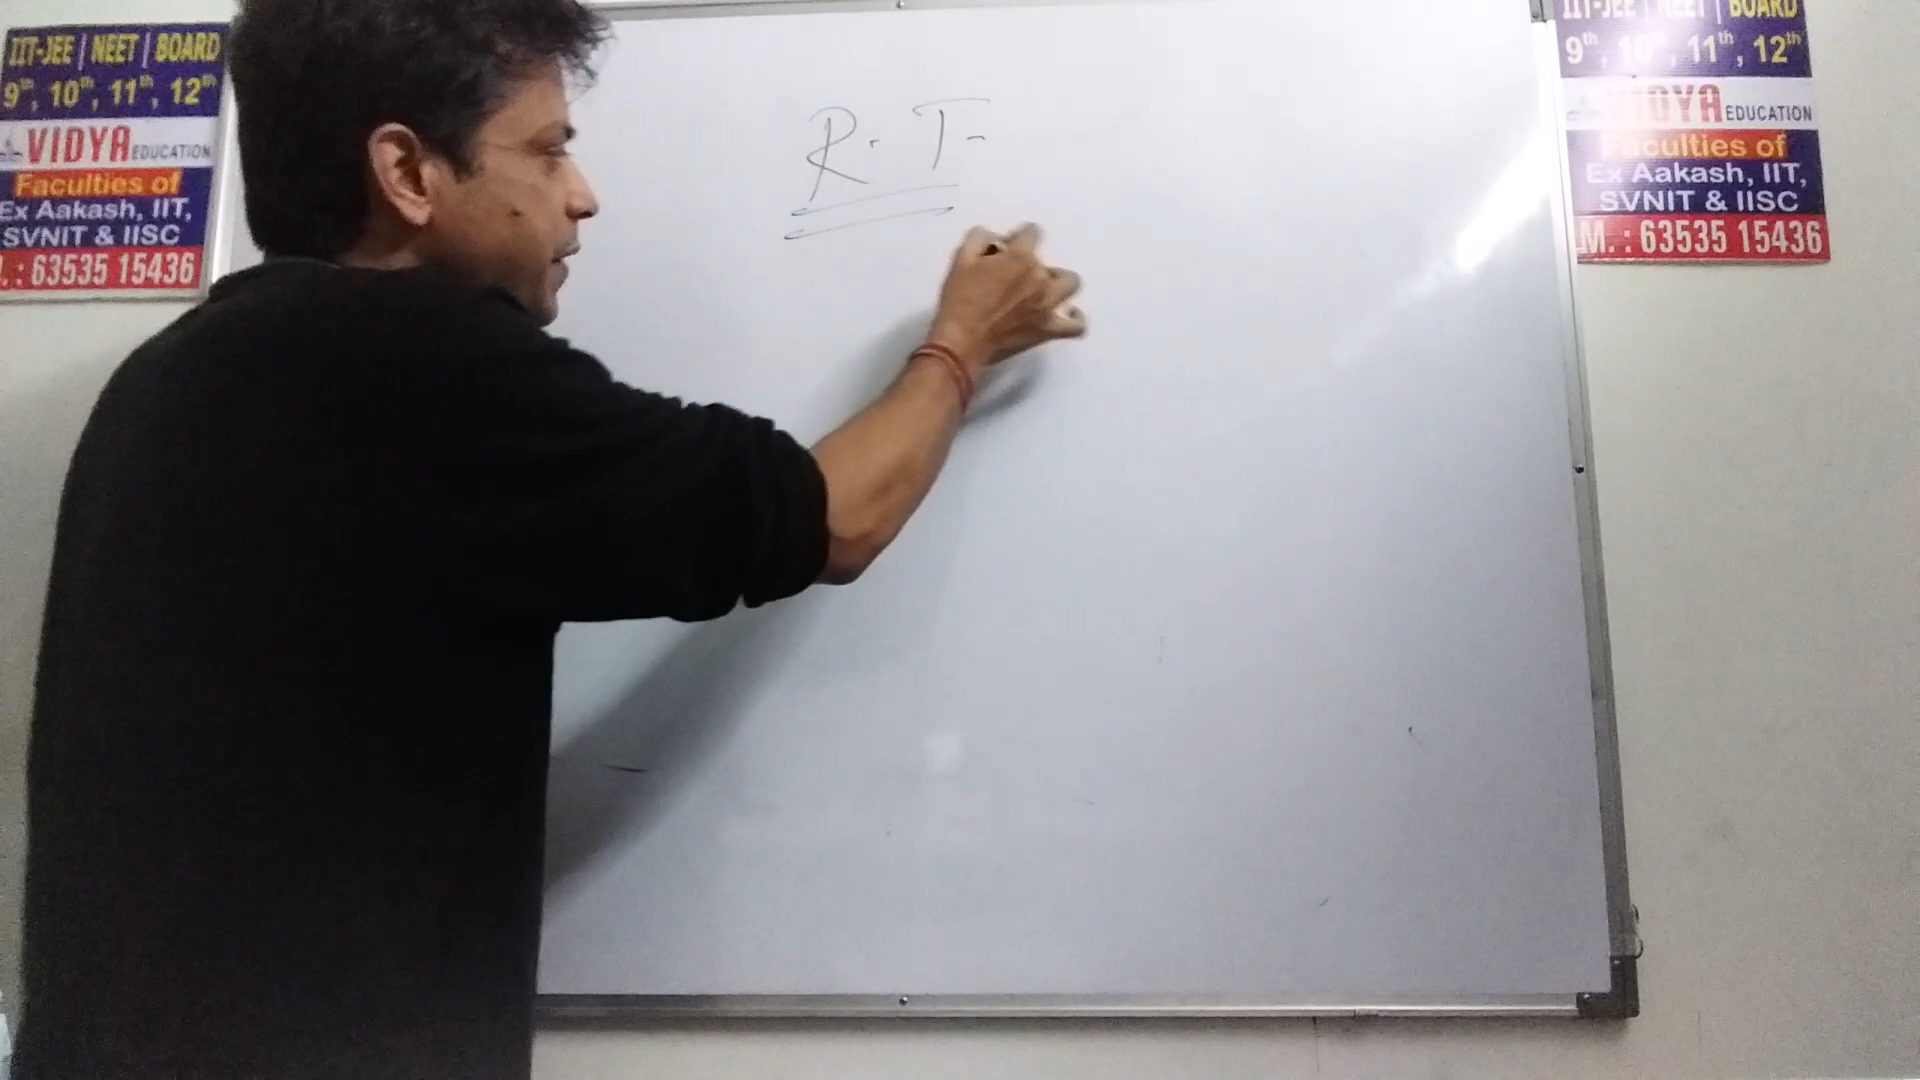 IIT-JEE | NEET | BOARD
9th, 10th, 11th, 12th
VIDYA EDUCATION
Faculties of
Ex Aakash, IIT,
SVNIT & IISC
.: 63535 15436
R. T.
IIT-JEE | NEET | BOARD
9th, 10th, 11th, 12th
VIDYA EDUCATION
Faculties of
Ex Aakash, IIT,
SVNIT & IISC
M. : 63535 15436